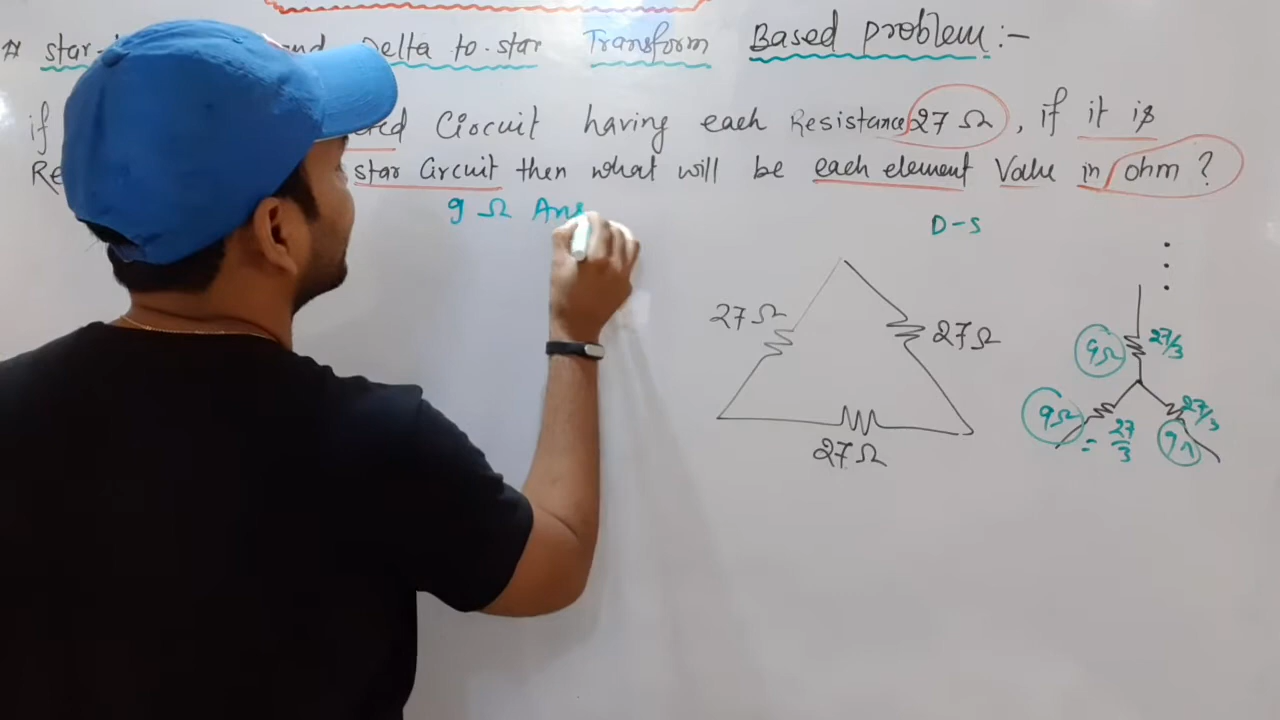 # star- and Delta to-star Transform Based problem:-
if Circuit having each Resistance 27 Ω, if it is
star Circuit then what will be each element Value in ohm ?
9 Ω Ans
D-S
27 Ω
27 Ω
27 Ω
9Ω 27/3
9Ω = 27/3
27/3
9Ω